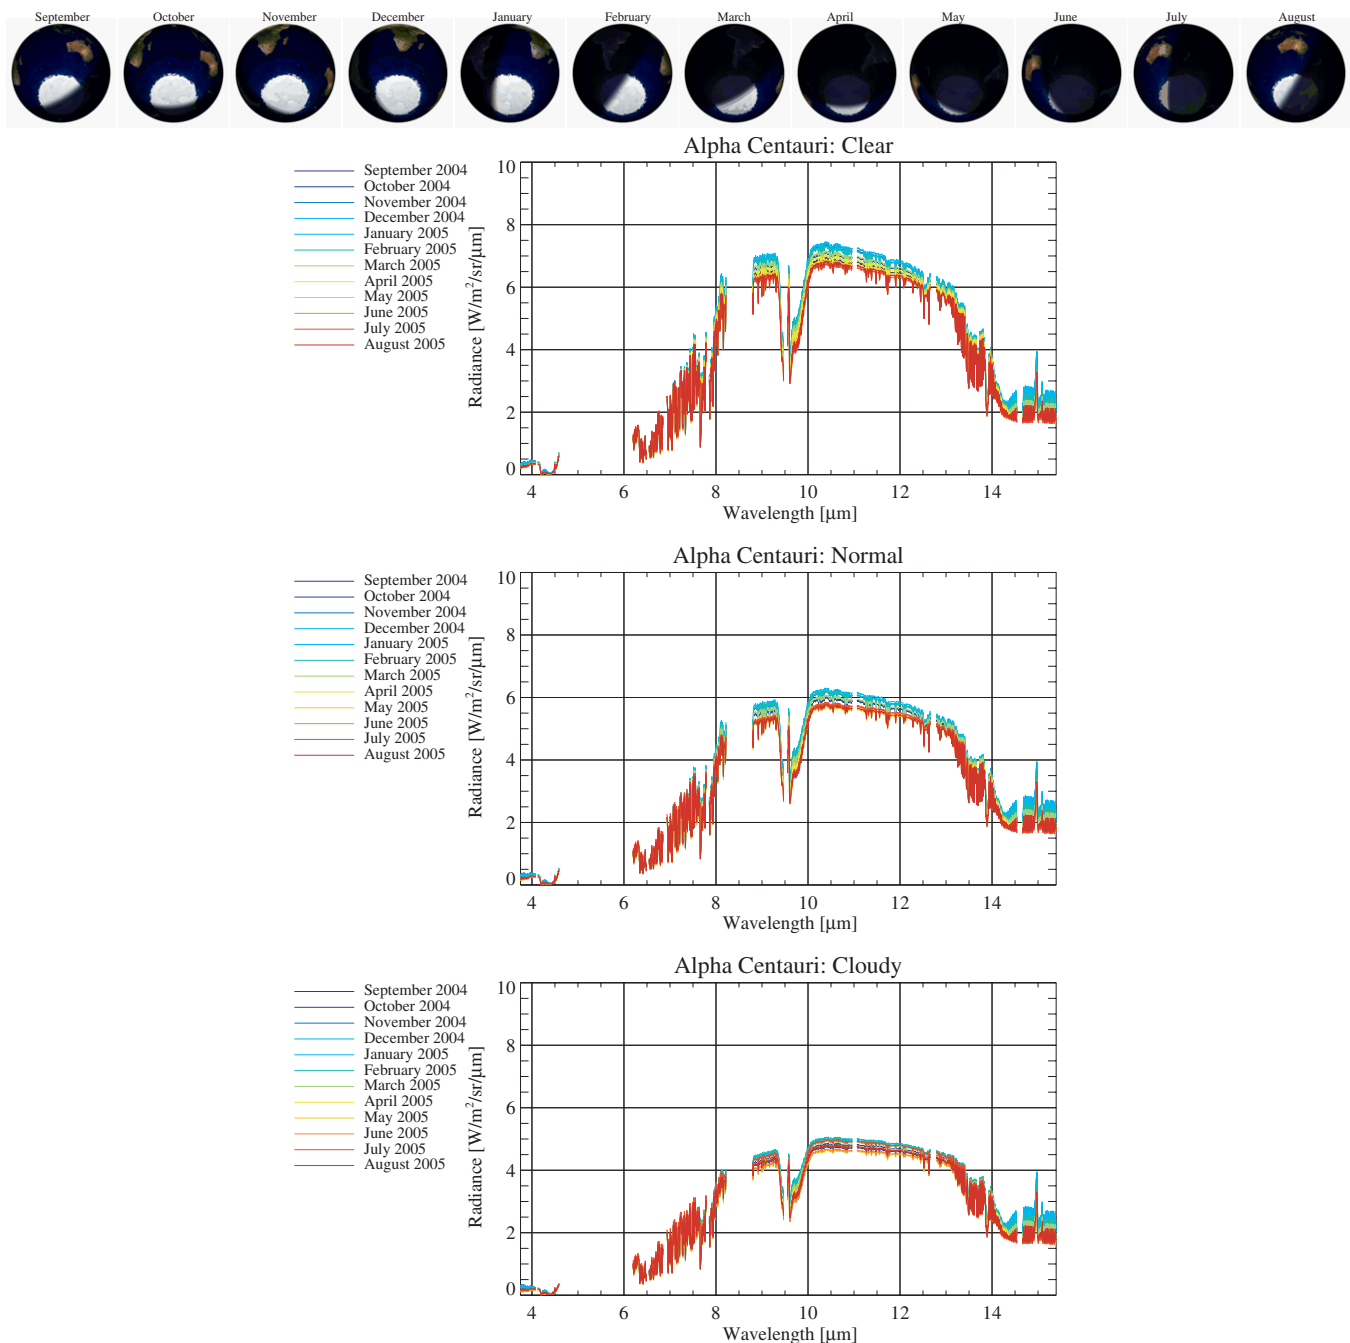 September October November December January February March April May June July August
Alpha Centauri: Clear
September 2004
October 2004
November 2004
December 2004
January 2005
February 2005
March 2005
April 2005
May 2005
June 2005
July 2005
August 2005
Radiance [W/m²/sr/μm]
10
8
6
4
2
0
4 6 8 10 12 14
Wavelength [μm]
Alpha Centauri: Normal
September 2004
October 2004
November 2004
December 2004
January 2005
February 2005
March 2005
April 2005
May 2005
June 2005
July 2005
August 2005
Radiance [W/m²/sr/μm]
10
8
6
4
2
0
4 6 8 10 12 14
Wavelength [μm]
Alpha Centauri: Cloudy
September 2004
October 2004
November 2004
December 2004
January 2005
February 2005
March 2005
April 2005
May 2005
June 2005
July 2005
August 2005
Radiance [W/m²/sr/μm]
10
8
6
4
2
0
4 6 8 10 12 14
Wavelength [μm]